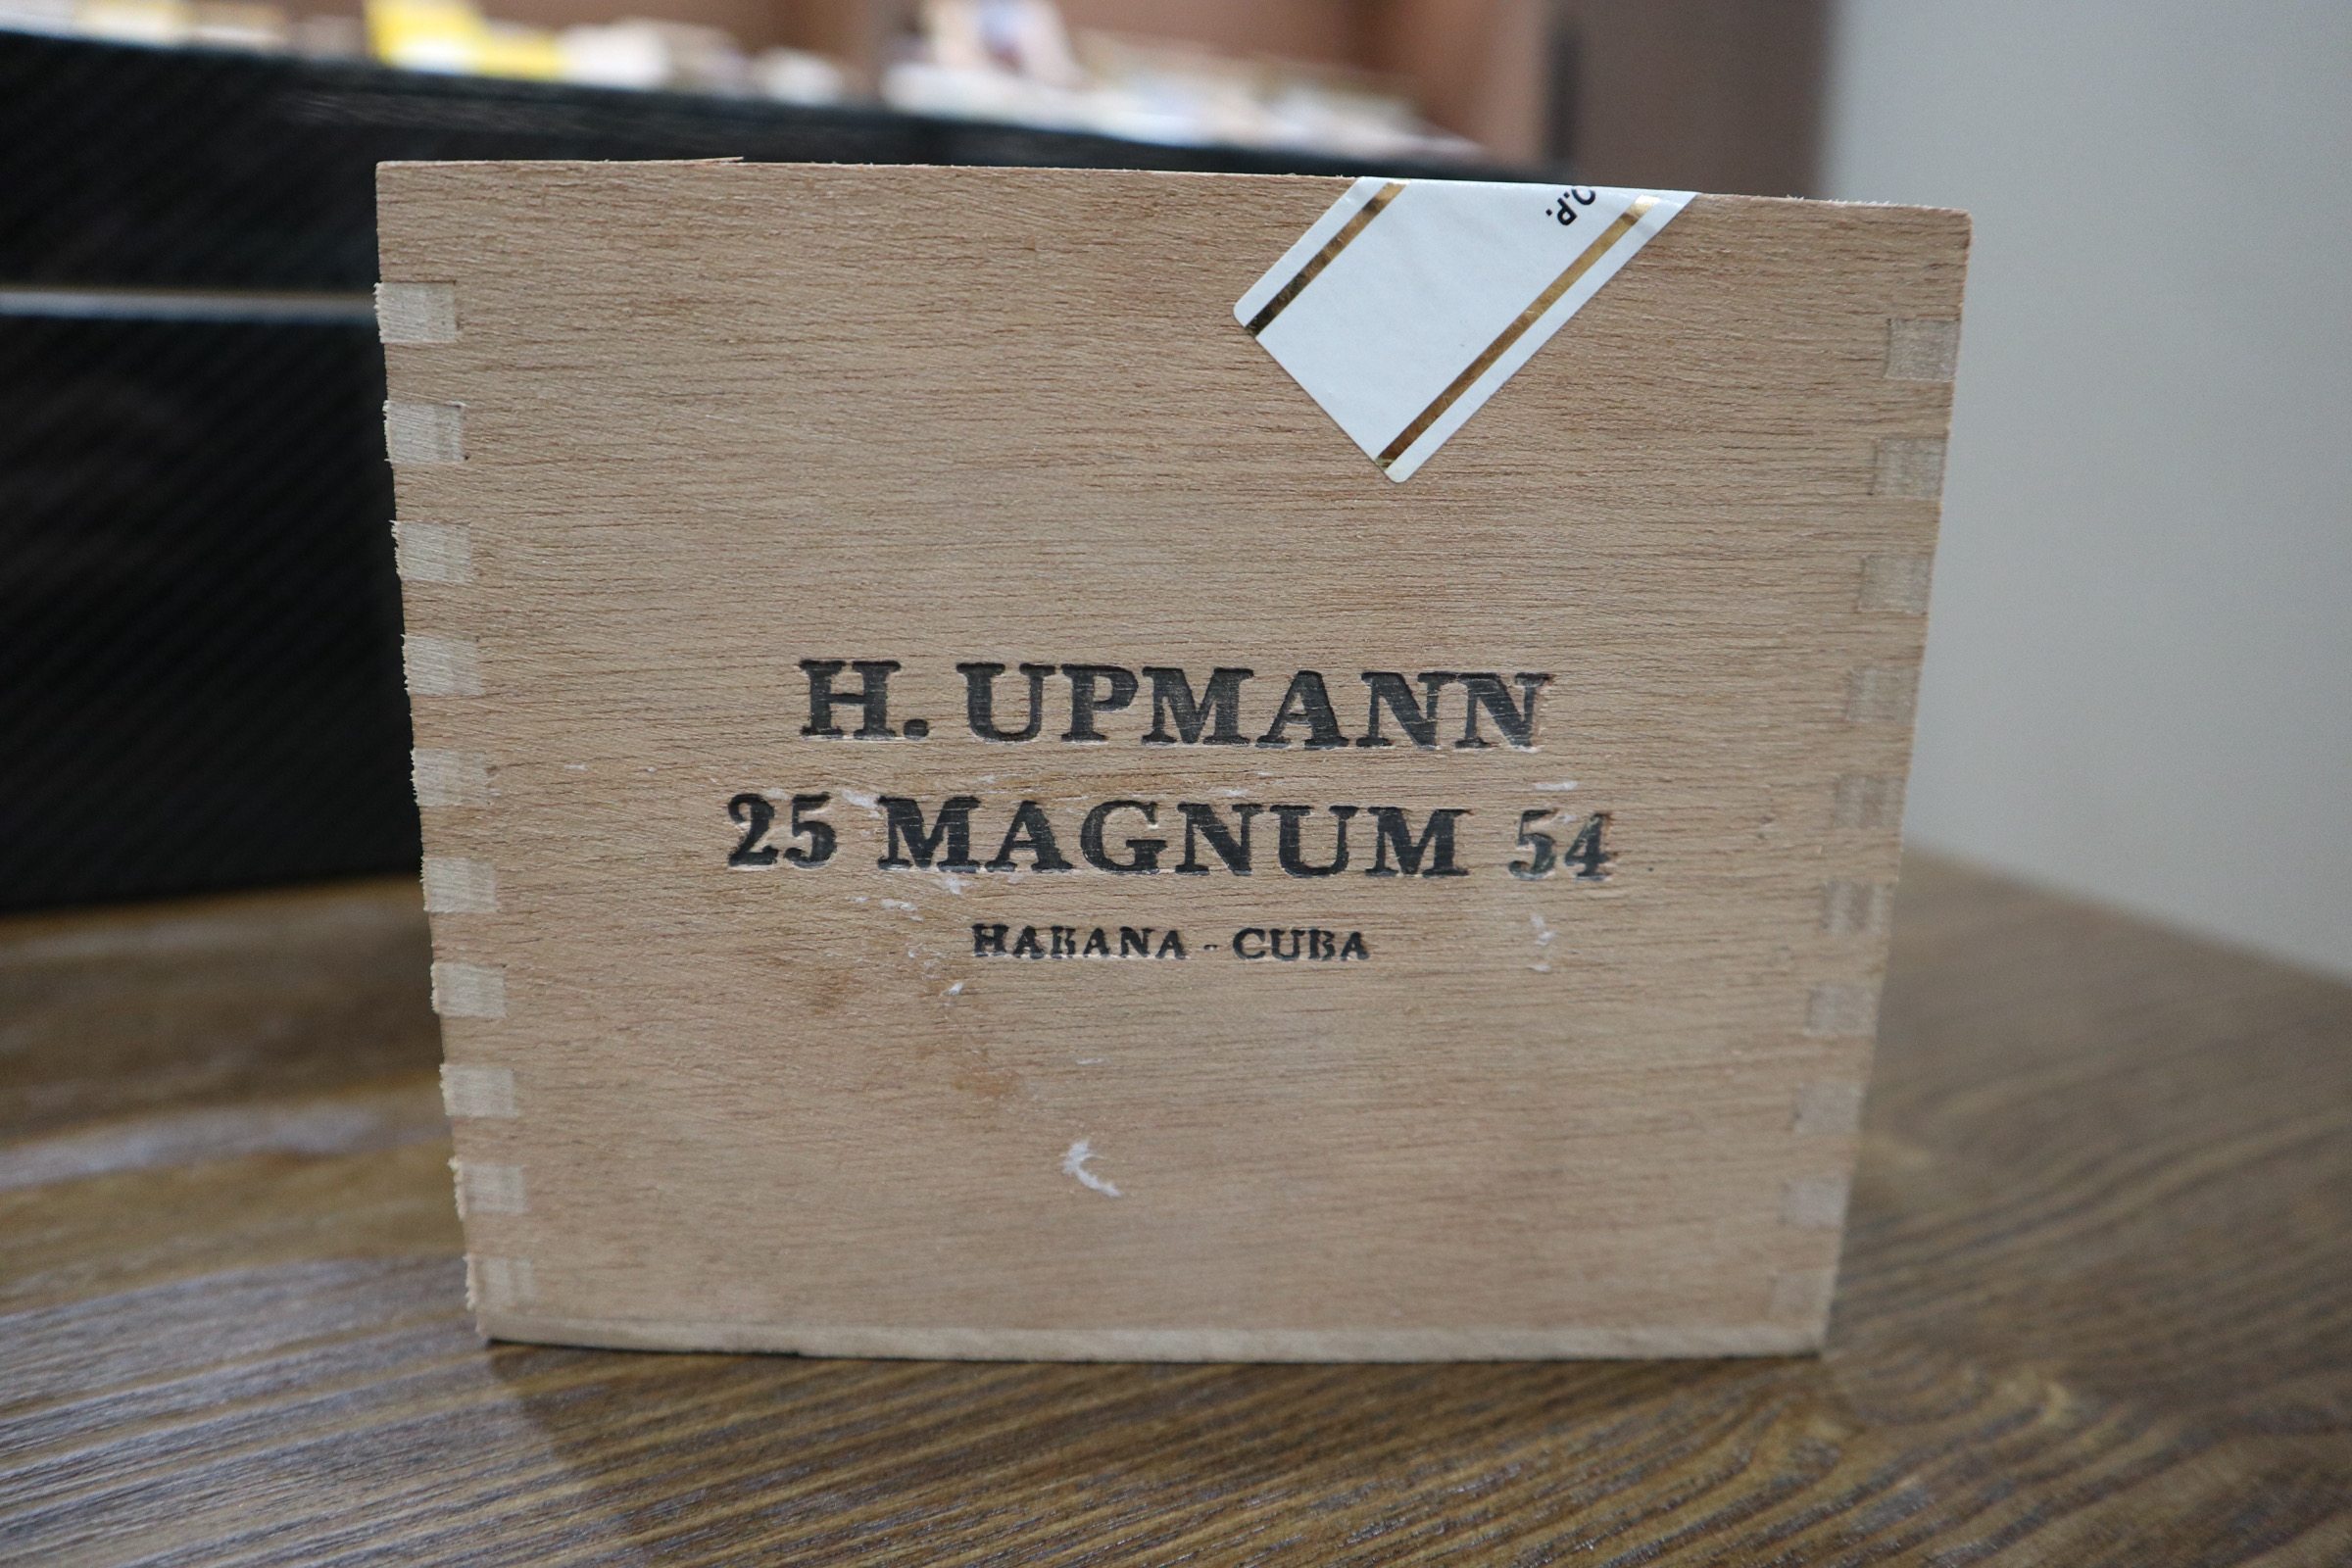 O.P.
H. UPMANN
25 MAGNUM 54
HABANA - CUBA